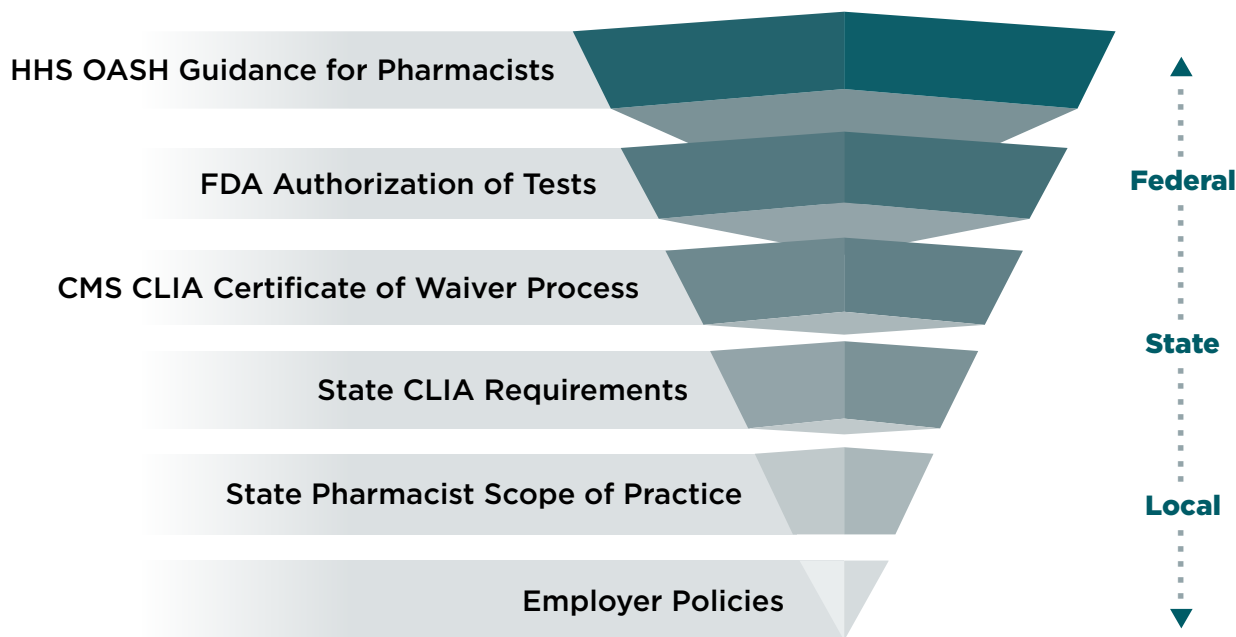 HHS OASH Guidance for Pharmacists
FDA Authorization of Tests
Federal
CMS CLIA Certificate of Waiver Process
State
State CLIA Requirements
State Pharmacist Scope of Practice
Local
Employer Policies